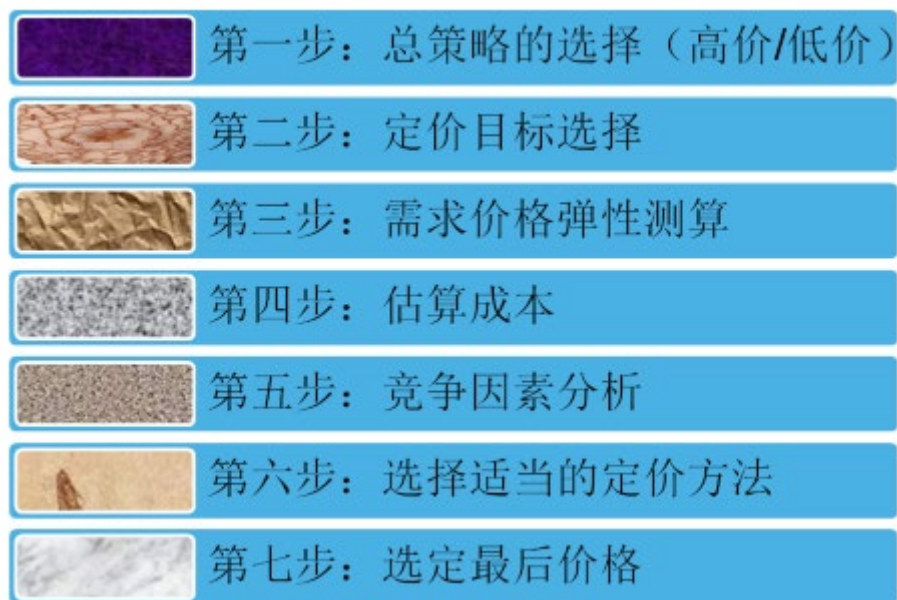 第一步：总策略的选择（高价/低价）
第二步：定价目标选择
第三步：需求价格弹性测算
第四步：估算成本
第五步：竞争因素分析
第六步：选择适当的定价方法
第七步：选定最后价格